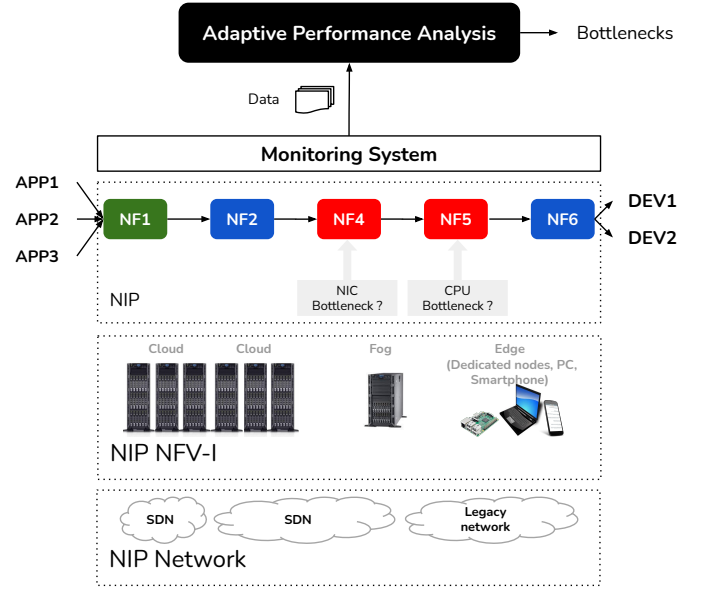 Adaptive Performance Analysis
Bottlenecks
Data
Monitoring System
APP1
APP2
APP3
NF1
NF2
NF4
NF5
NF6
DEV1
DEV2
NIC
Bottleneck ?
CPU
Bottleneck ?
NIP
Cloud
Cloud
Fog
Edge
(Dedicated nodes, PC,
Smartphone)
NIP NFV-I
SDN
SDN
Legacy
network
NIP Network